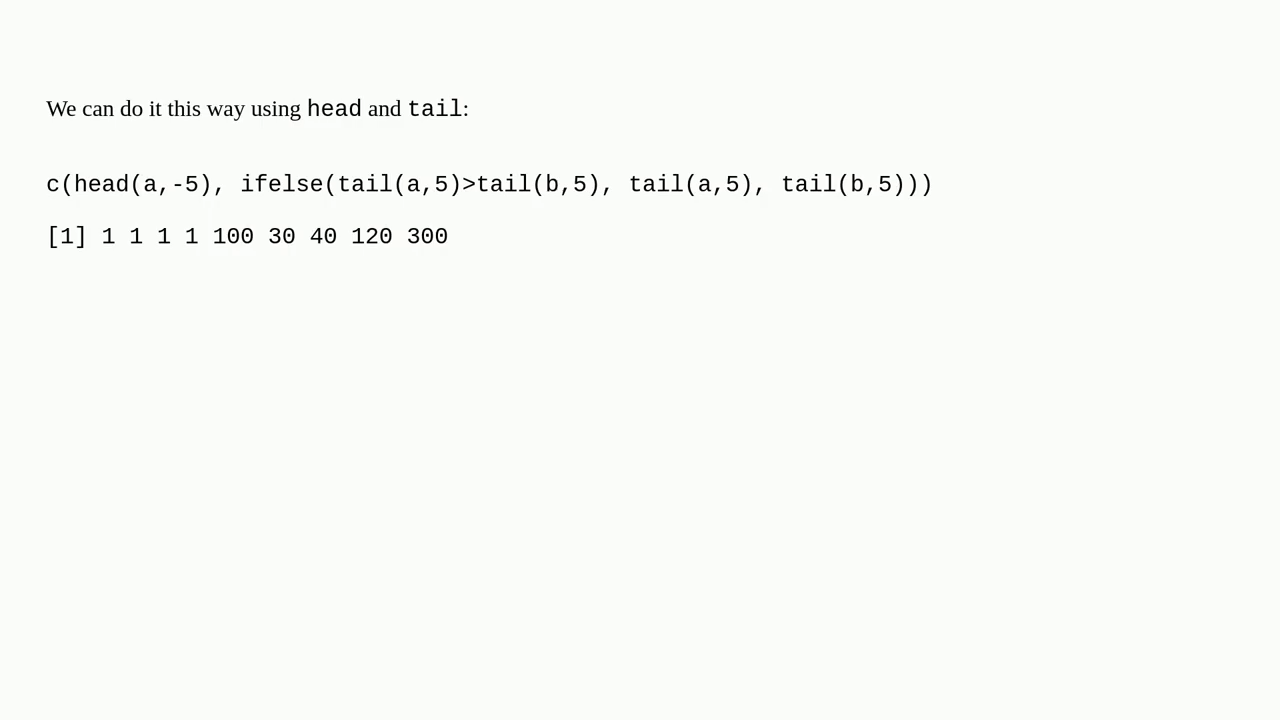 We can do it this way using head and tail:
c(head(a,-5), ifelse(tail(a,5)>tail(b,5), tail(a,5), tail(b,5)))
[1] 1 1 1 1 100 30 40 120 300